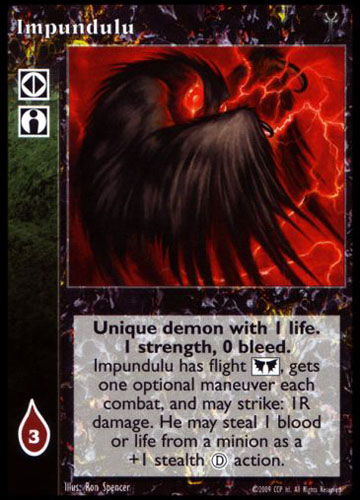 Impundulu
Unique demon with 1 life.
1 strength, 0 bleed.
Impundulu has flight, gets
one optional maneuver each
combat, and may strike: 1R
damage. He may steal 1 blood
or life from a minion as a
+1 stealth Ⓓ action.
3
Illus: Ron Spencer
©2009 CCP hf. All Rights Reserved